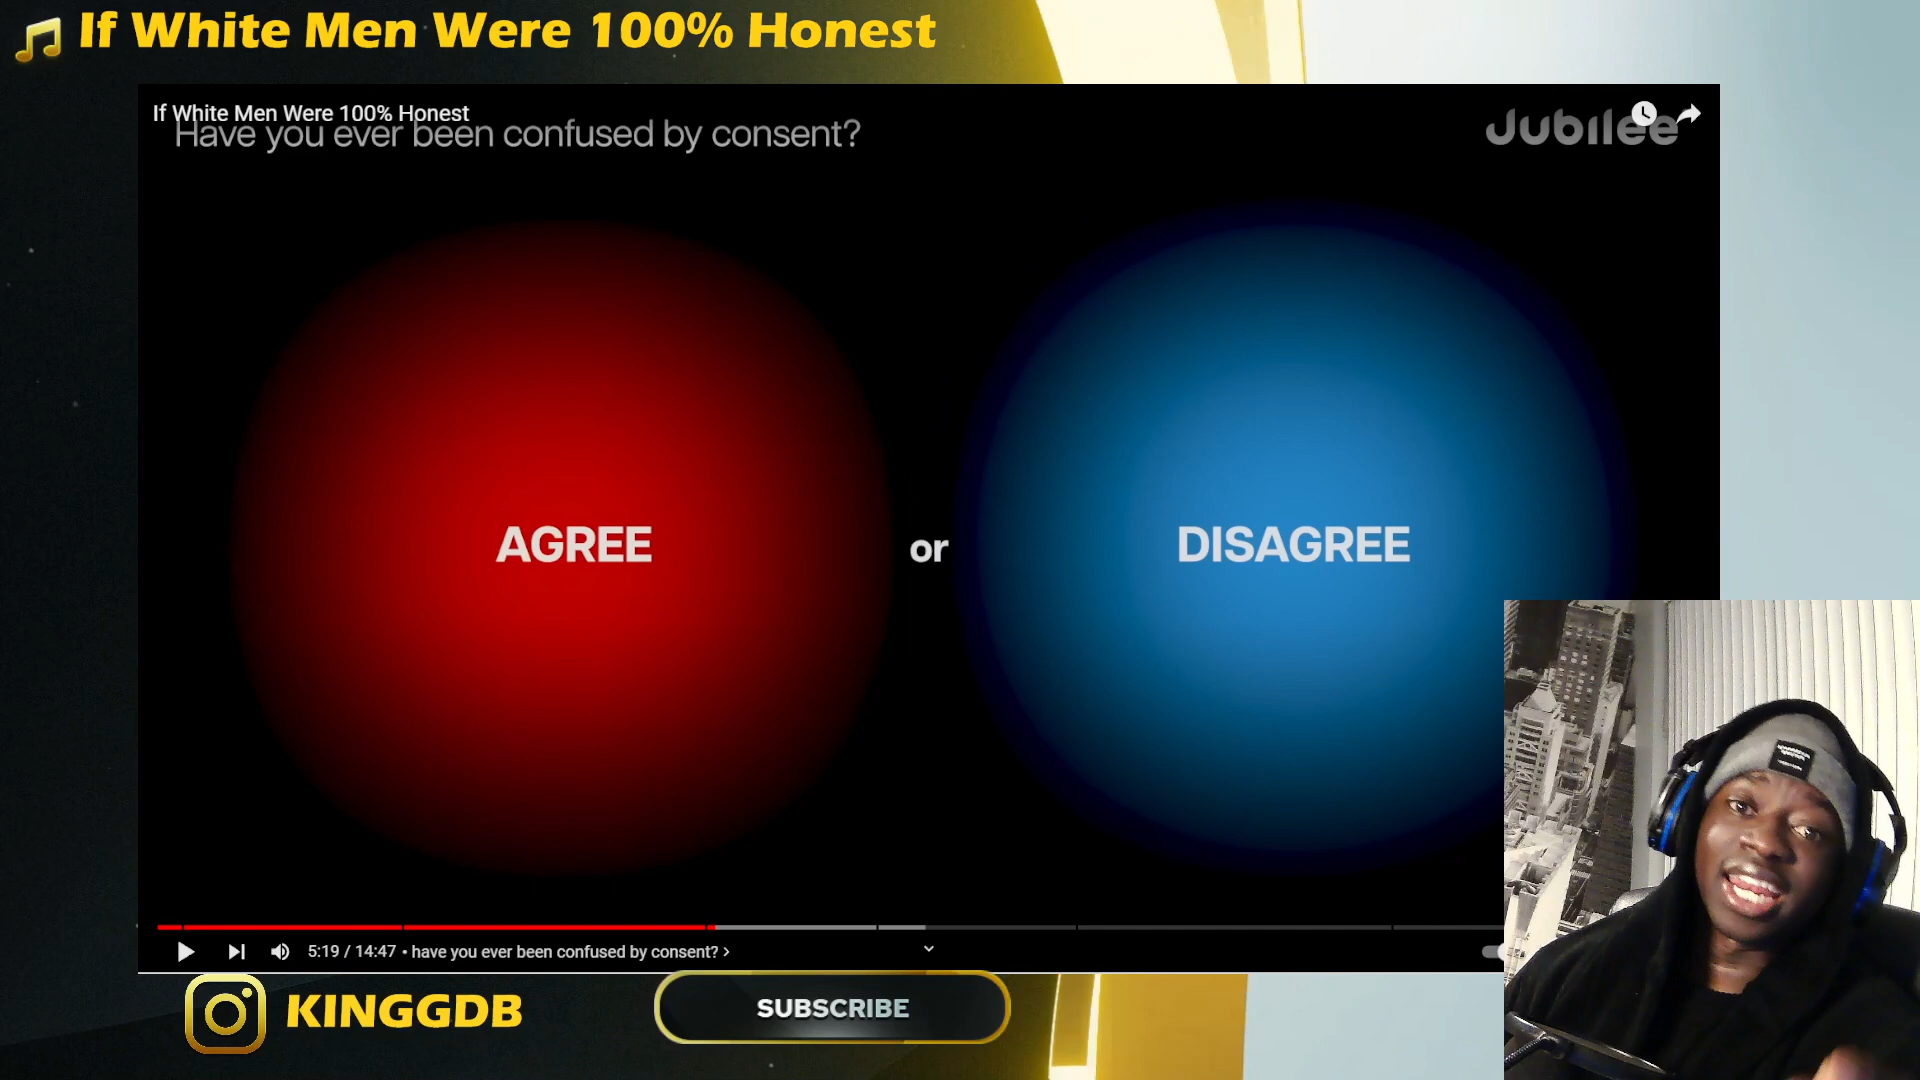 If White Men Were 100% Honest
If White Men Were 100% Honest
Have you ever been confused by consent?
Jubilee
AGREE
or
DISAGREE
5:19 / 14:47 • have you ever been confused by consent? ›
KINGGDB
SUBSCRIBE